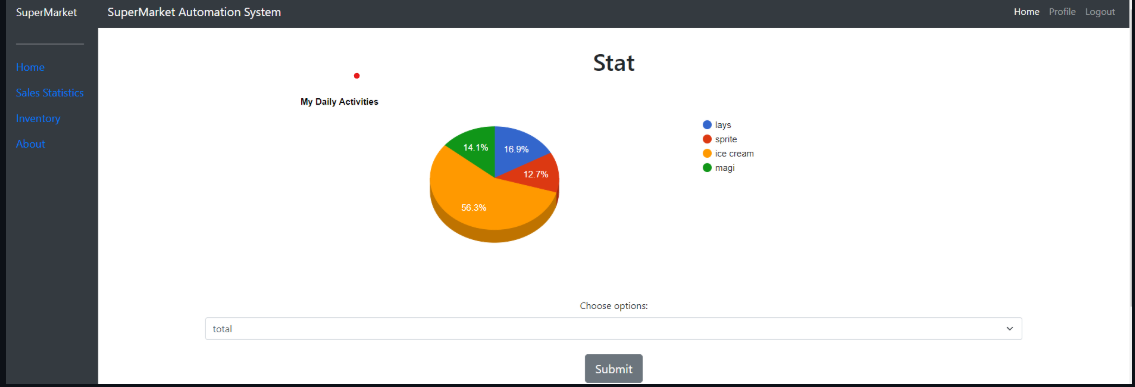 SuperMarket
SuperMarket Automation System
Home Profile Logout
Home
Sales Statistics
Inventory
About
Stat
My Daily Activities
14.1%
16.9%
12.7%
56.3%
lays
sprite
ice cream
magi
Choose options:
total
Submit